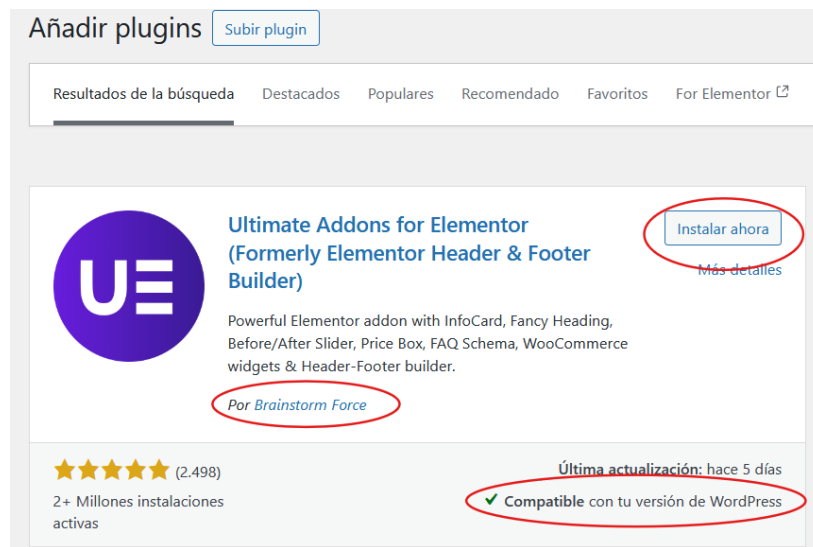 Añadir plugins Subir plugin
Resultados de la búsqueda Destacados Populares Recomendado Favoritos For Elementor
UE
Ultimate Addons for Elementor
(Formerly Elementor Header & Footer
Builder)
Instalar ahora
Más detalles
Powerful Elementor addon with InfoCard, Fancy Heading,
Before/After Slider, Price Box, FAQ Schema, WooCommerce
widgets & Header-Footer builder.
Por Brainstorm Force
(2.498)
2+ Millones instalaciones
activas
Última actualización: hace 5 días
Compatible con tu versión de WordPress